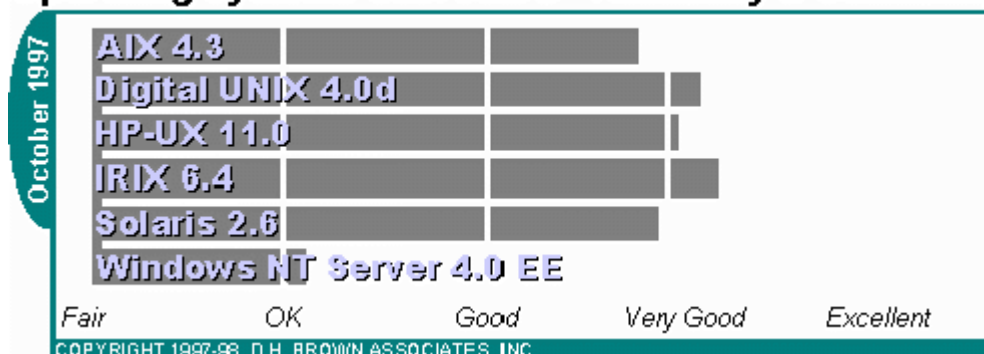 October 1997
AIX 4.3
Digital UNIX 4.0d
HP-UX 11.0
IRIX 6.4
Solaris 2.6
Windows NT Server 4.0 EE
Fair OK Good Very Good Excellent
COPYRIGHT 1997-98, D.H. BROWN ASSOCIATES, INC.